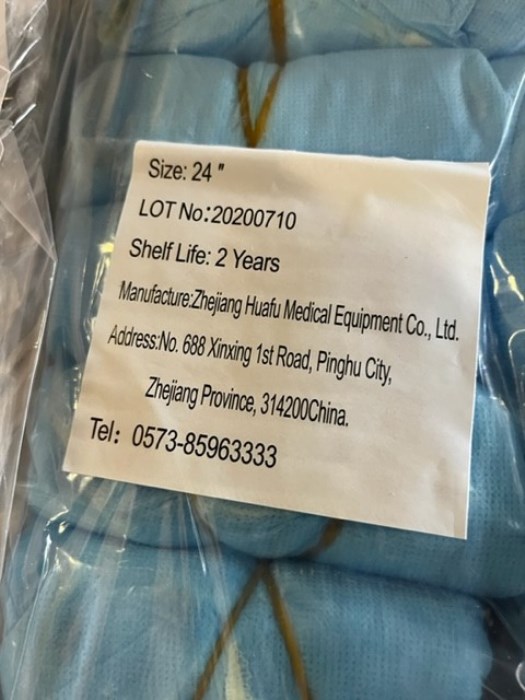 Size: 24 "
LOT No:20200710
Shelf Life: 2 Years
Manufacture:Zhejiang Huafu Medical Equipment Co., Ltd.
Address:No. 688 Xinxing 1st Road, Pinghu City,
Zhejiang Province, 314200China.
Tel: 0573-85963333